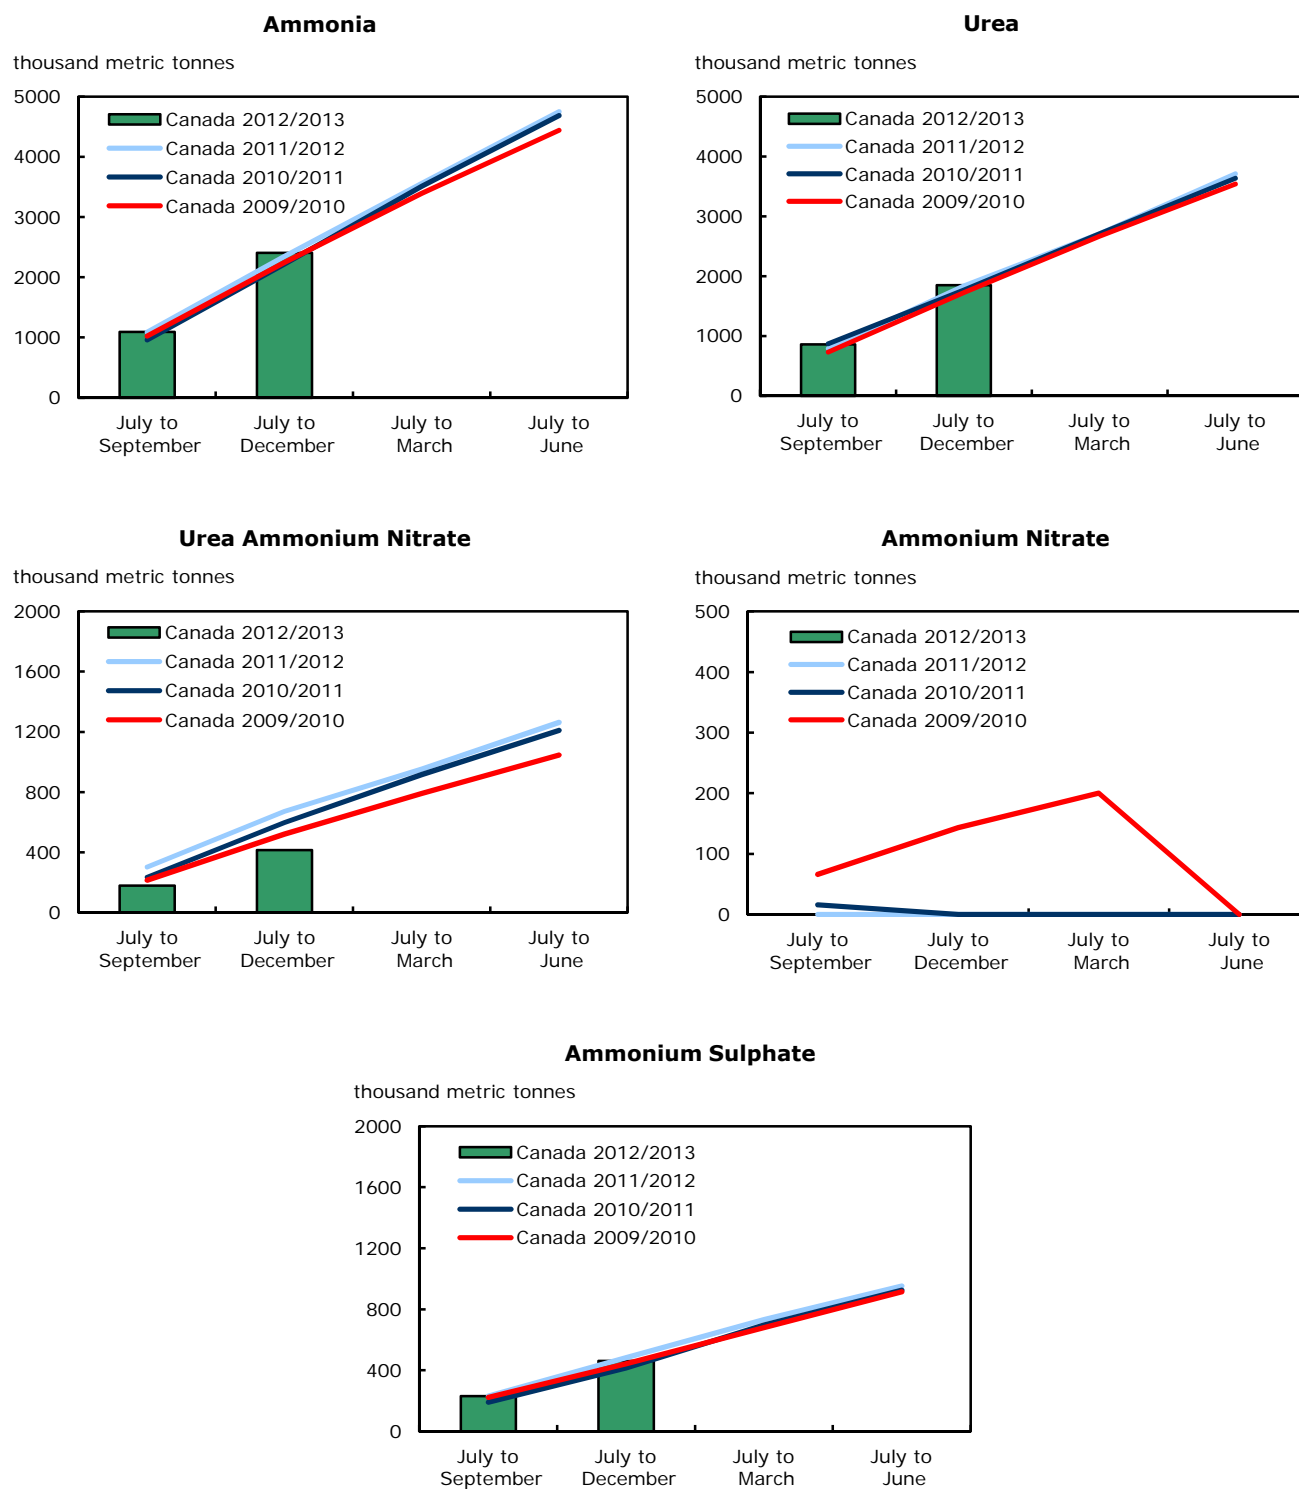 Ammonia
thousand metric tonnes
5000
4000
3000
2000
1000
0
Canada 2012/2013
Canada 2011/2012
Canada 2010/2011
Canada 2009/2010
July to September
July to December
July to March
July to June
Urea
thousand metric tonnes
5000
4000
3000
2000
1000
0
Canada 2012/2013
Canada 2011/2012
Canada 2010/2011
Canada 2009/2010
July to September
July to December
July to March
July to June
Urea Ammonium Nitrate
thousand metric tonnes
2000
1600
1200
800
400
0
Canada 2012/2013
Canada 2011/2012
Canada 2010/2011
Canada 2009/2010
July to September
July to December
July to March
July to June
Ammonium Nitrate
thousand metric tonnes
500
400
300
200
100
0
Canada 2012/2013
Canada 2011/2012
Canada 2010/2011
Canada 2009/2010
July to September
July to December
July to March
July to June
Ammonium Sulphate
thousand metric tonnes
2000
1600
1200
800
400
0
Canada 2012/2013
Canada 2011/2012
Canada 2010/2011
Canada 2009/2010
July to September
July to December
July to March
July to June